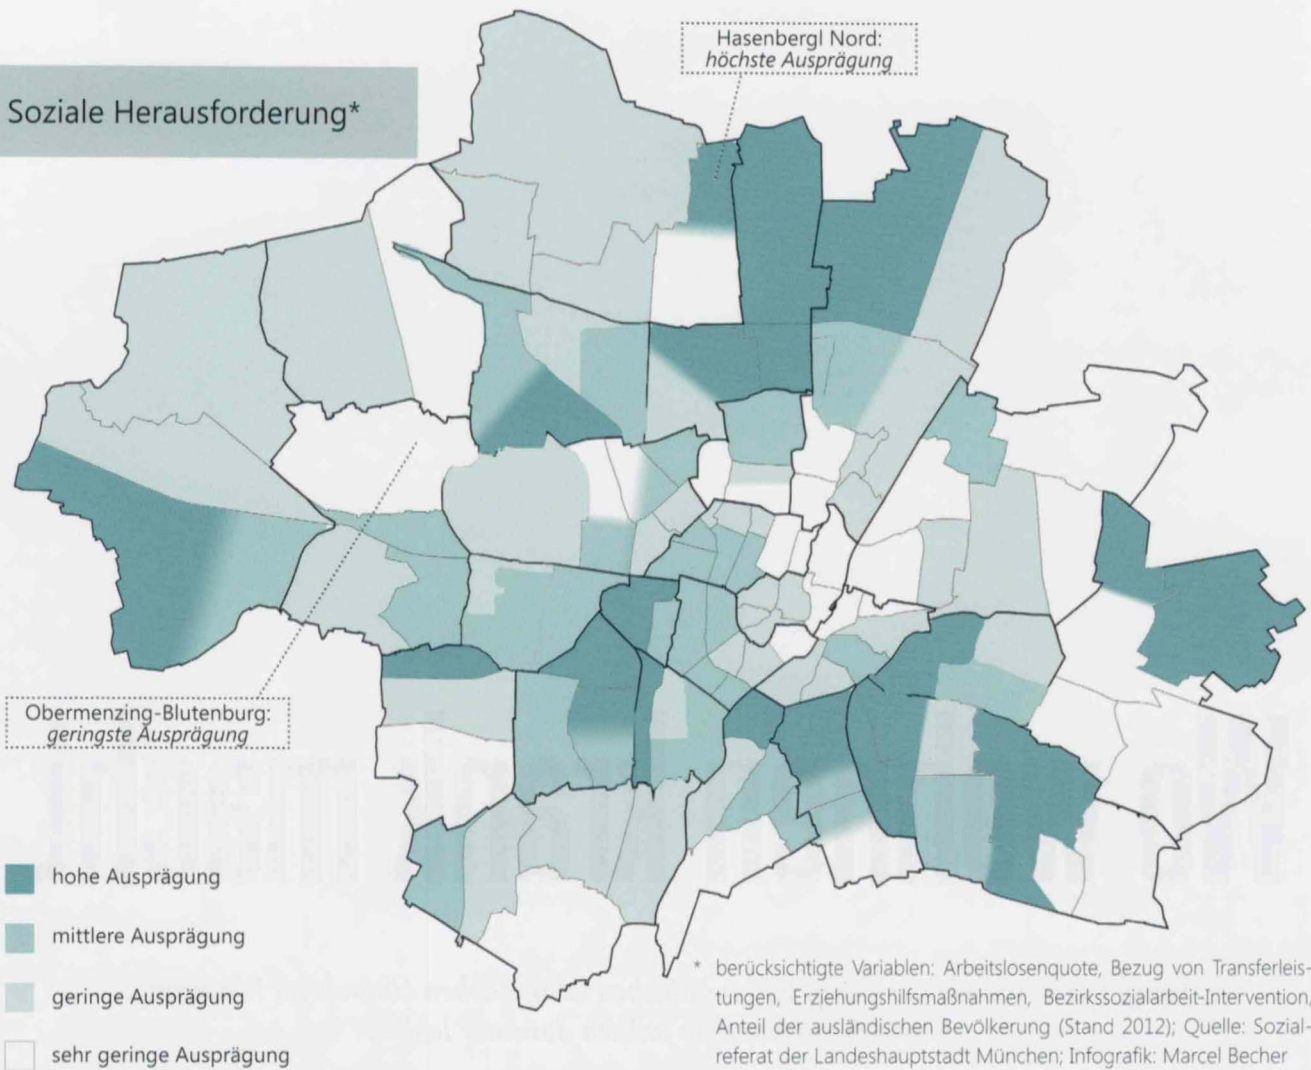 Hasenbergl Nord:
höchste Ausprägung
Soziale Herausforderung*
Obermenzing-Blutenburg:
geringste Ausprägung
hohe Ausprägung
mittlere Ausprägung
geringe Ausprägung
sehr geringe Ausprägung
* berücksichtigte Variablen: Arbeitslosenquote, Bezug von Transferleis-
tungen, Erziehungshilfsmaßnahmen, Bezirkssozialarbeit-Intervention,
Anteil der ausländischen Bevölkerung (Stand 2012); Quelle: Sozial-
referat der Landeshauptstadt München; Infografik: Marcel Becher